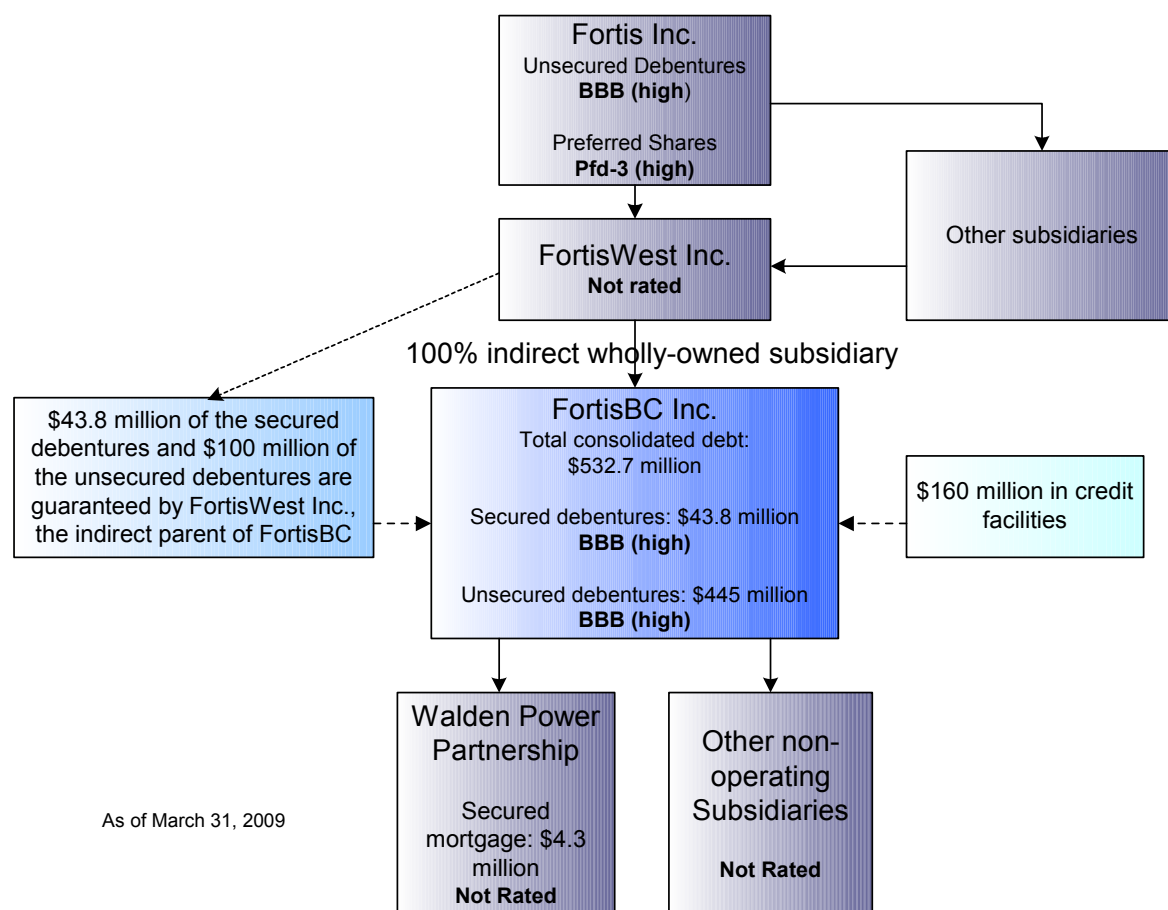 Fortis Inc.
Unsecured Debentures
BBB (high)
Preferred Shares
Pfd-3 (high)
Other subsidiaries
FortisWest Inc.
Not rated
100% indirect wholly-owned subsidiary
$43.8 million of the secured
debentures and $100 million of
the unsecured debentures are
guaranteed by FortisWest Inc.,
the indirect parent of FortisBC
FortisBC Inc.
Total consolidated debt:
$532.7 million
Secured debentures: $43.8 million
BBB (high)
Unsecured debentures: $445 million
BBB (high)
$160 million in credit
facilities
Walden Power
Partnership
Secured
mortgage: $4.3
million
Not Rated
Other non-
operating
Subsidiaries
Not Rated
As of March 31, 2009